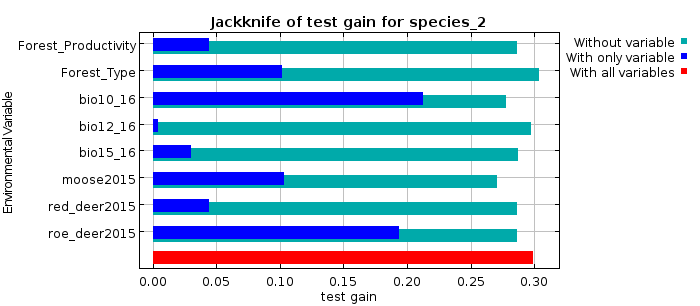 Jackknife of test gain for species_2
Environmental Variable
Forest_Productivity
Forest_Type
bio10_16
bio12_16
bio15_16
moose2015
red_deer2015
roe_deer2015
0.00 0.05 0.10 0.15 0.20 0.25 0.30
test gain
Without variable
With only variable
With all variables